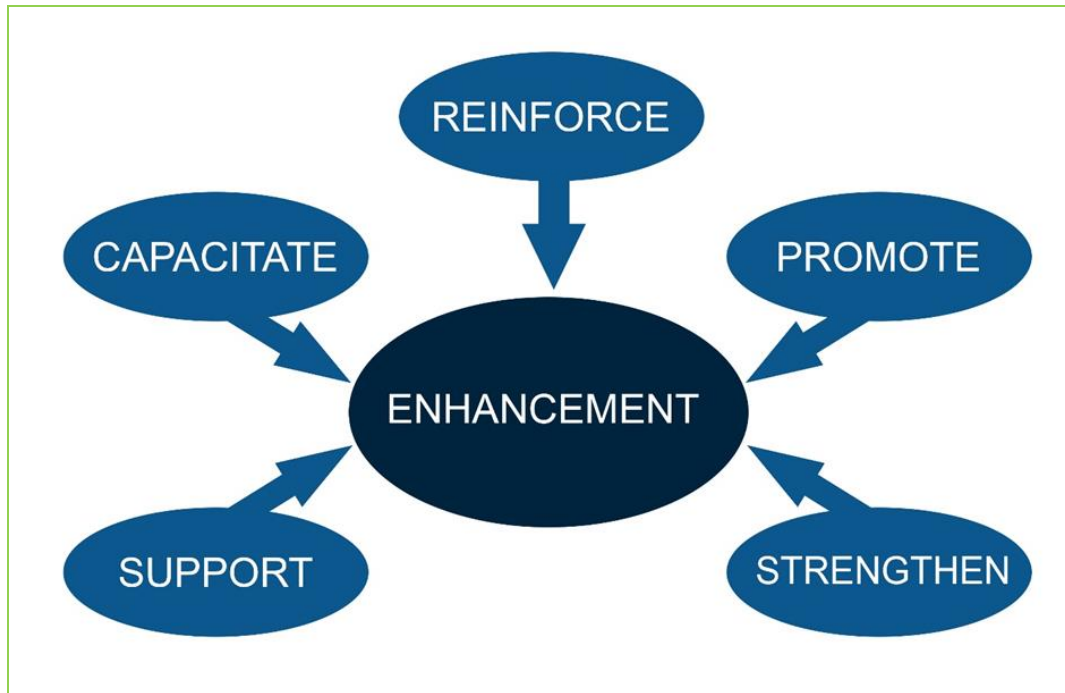 REINFORCE
CAPACITATE
PROMOTE
ENHANCEMENT
SUPPORT
STRENGTHEN